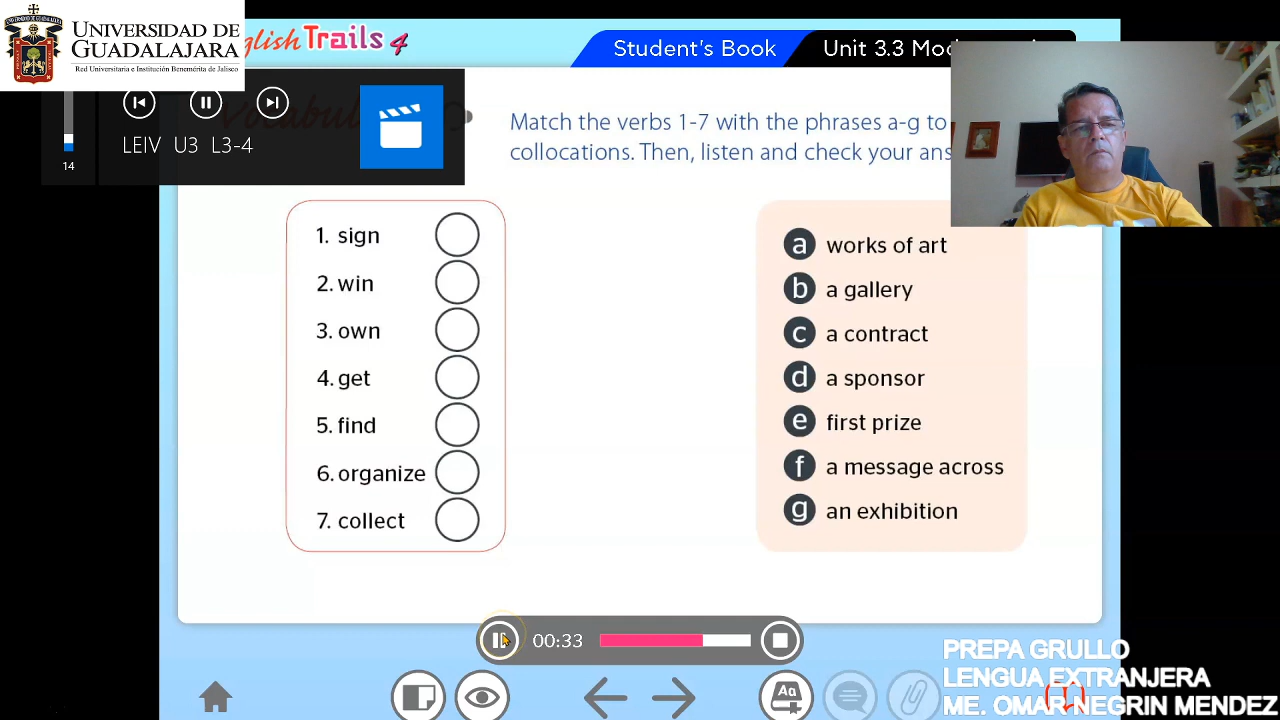 UNIVERSIDAD DE
GUADALAJARA
Red Universitaria e Institución Benemérita de Jalisco
glish Trails 4
Student's Book
Unit 3.3
LEIV U3 L3-4
14
Match the verbs 1-7 with the phrases a-g to
collocations. Then, listen and check your
1. sign
2. win
3. own
4. get
5. find
6. organize
7. collect
a works of art
b a gallery
c a contract
d a sponsor
e first prize
f a message across
g an exhibition
00:33
Aa
PREPA GRULLO
LENGUA EXTRANJERA
ME. OMAR NEGRIN MENDEZ